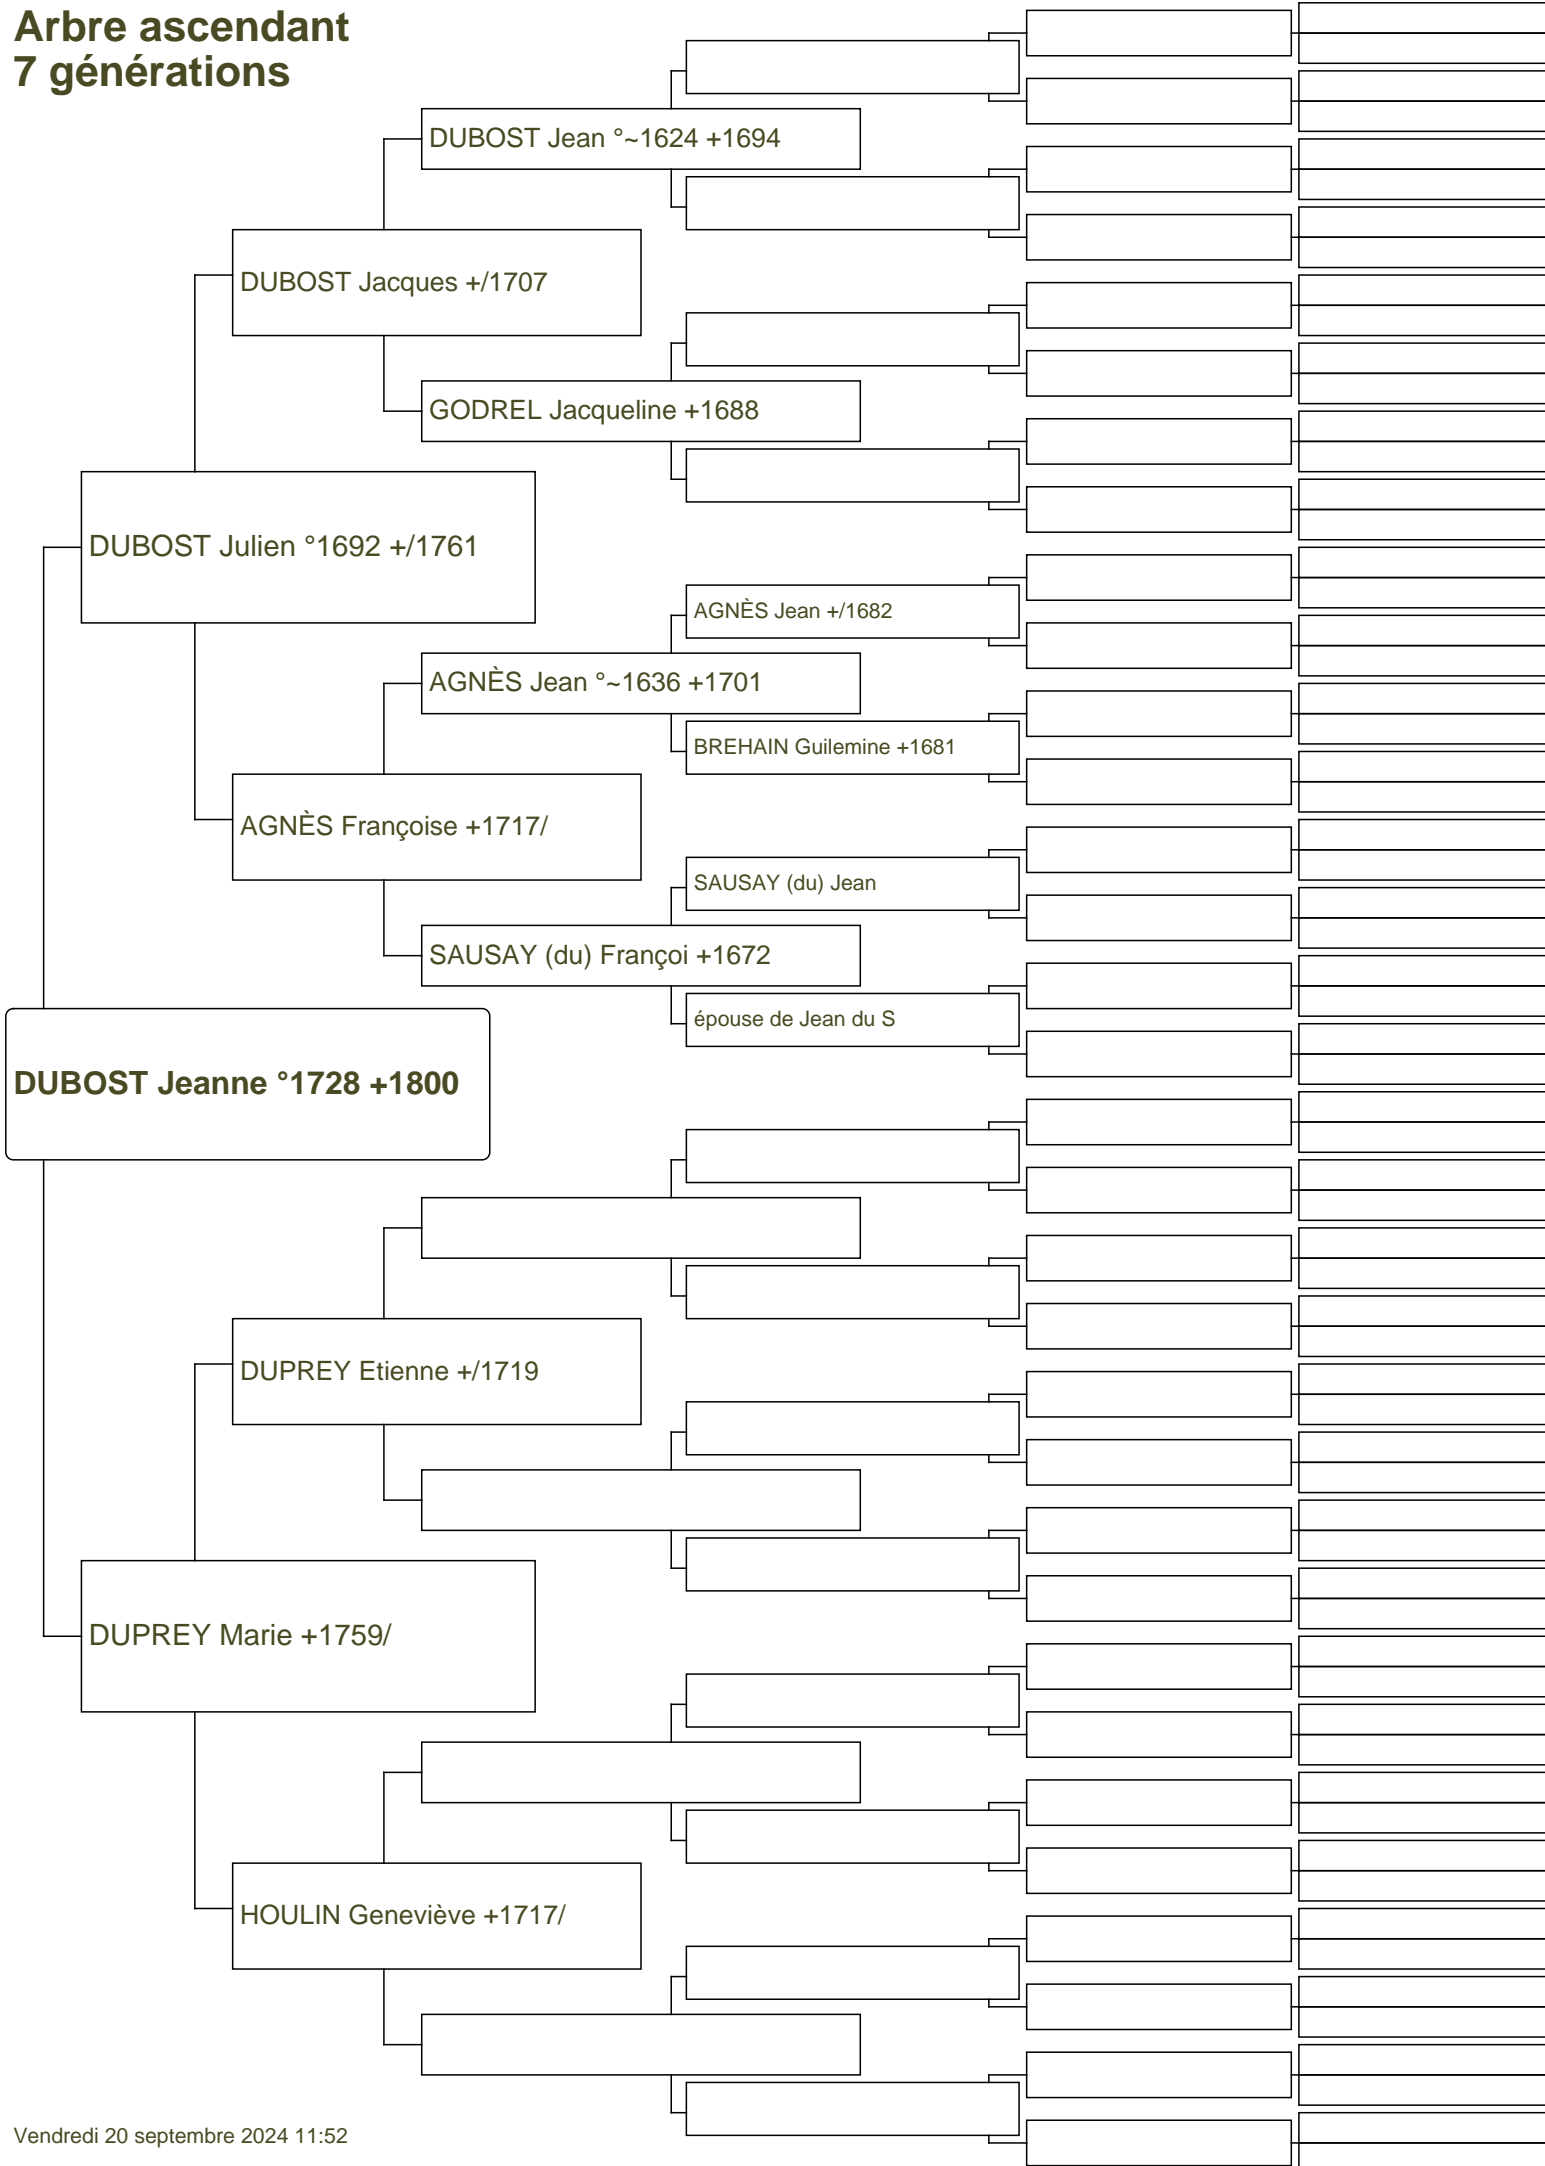 Arbre ascendant
7 générations
DUBOST Jean °~1624 +1694
DUBOST Jacques +/1707
GODREL Jacqueline +1688
DUBOST Julien °1692 +/1761
AGNÈS Jean +/1682
AGNÈS Jean °~1636 +1701
BREHAIN Guilemine +1681
AGNÈS Françoise +1717/
SAUSAY (du) Jean
SAUSAY (du) Françoi +1672
épouse de Jean du S
DUBOST Jeanne °1728 +1800
DUPREY Etienne +/1719
DUPREY Marie +1759/
HOULIN Geneviève +1717/
Vendredi 20 septembre 2024 11:52